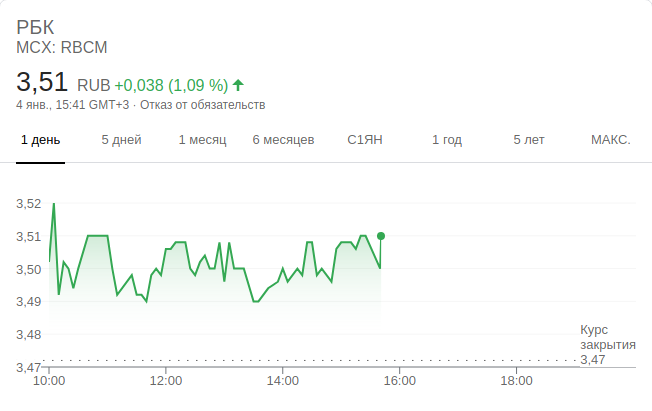 РБК
MCX: RBCM
3,51 RUB +0,038 (1,09 %)
4 янв., 15:41 GMT+3 · Отказ от обязательств
1 день 5 дней 1 месяц 6 месяцев С1ЯН 1 год 5 лет МАКС.
3,52
3,51
3,50
3,49
3,48
Курс
закрытия
3,47
3,47
10:00 12:00 14:00 16:00 18:00